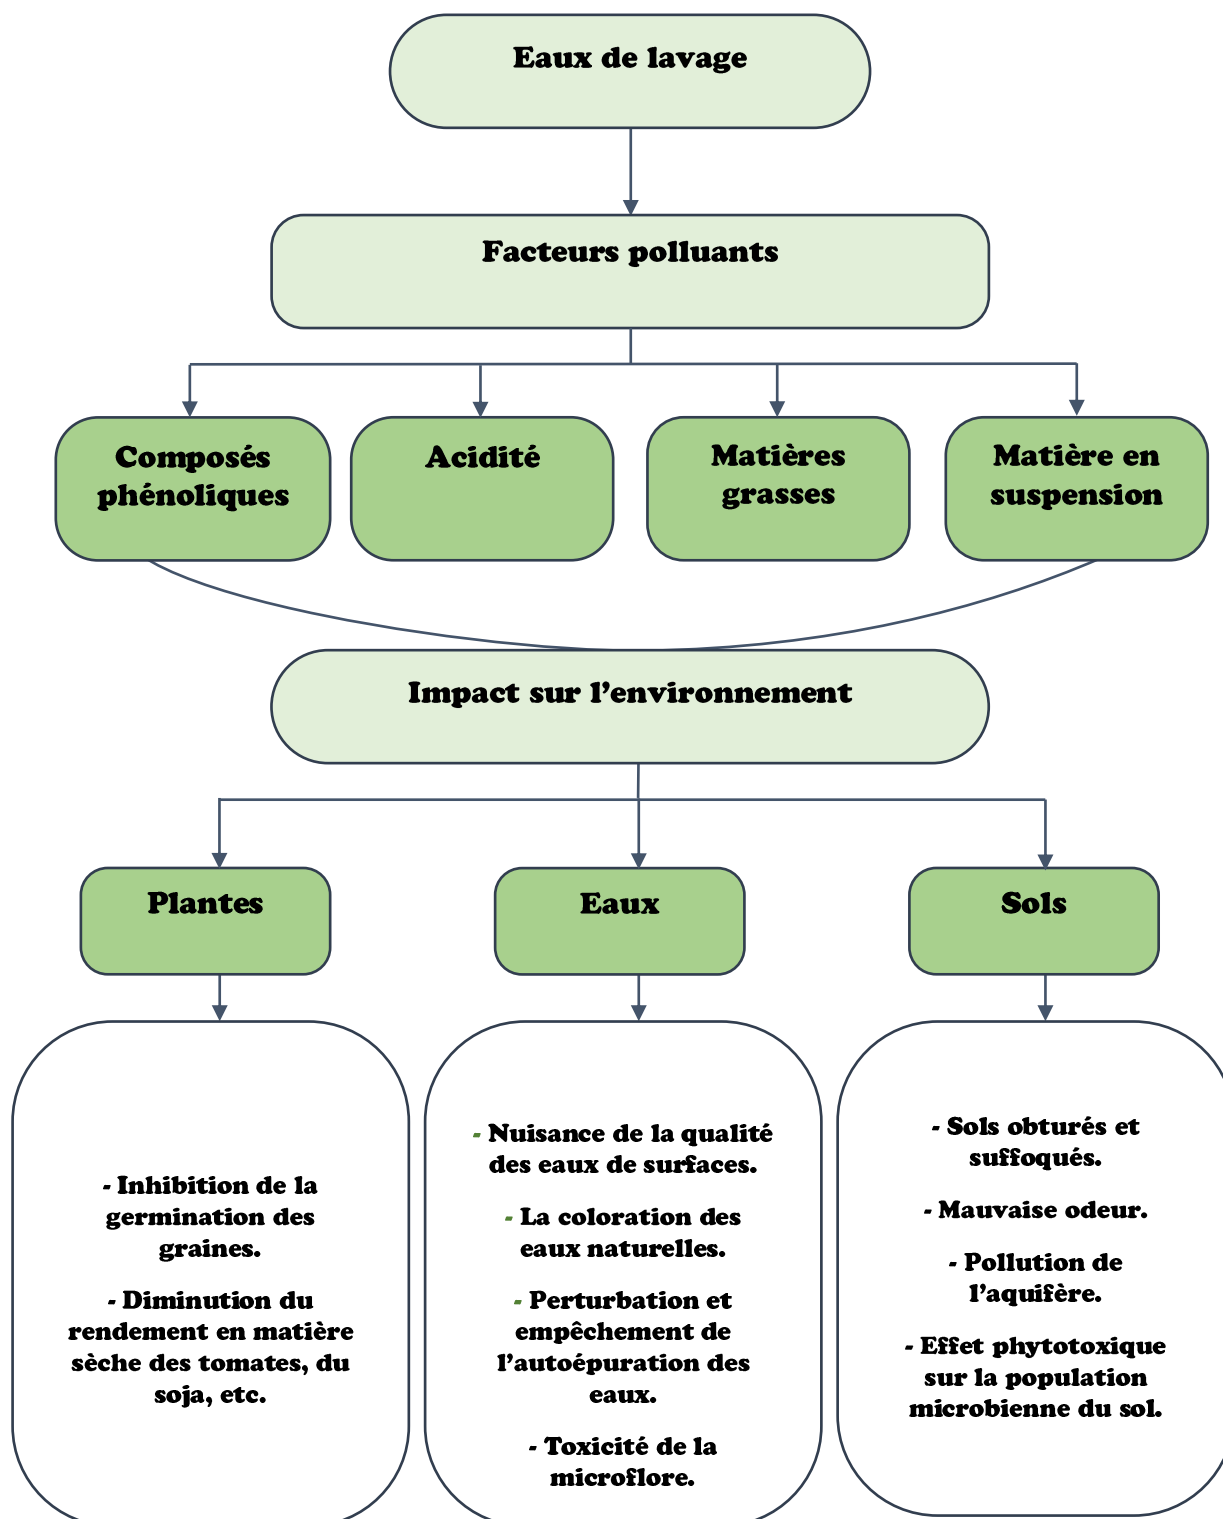 Eaux de lavage
Facteurs polluants
Composés
phénoliques
Acidité
Matières
grasses
Matière en
suspension
Impact sur l’environnement
Plantes
Eaux
Sols
- Inhibition de la
germination des
graines.
- Diminution du
rendement en matière
sèche des tomates, du
soja, etc.
- Nuisance de la qualité
des eaux de surfaces.
- La coloration des
eaux naturelles.
- Perturbation et
empêchement de
l’autoépuration des
eaux.
- Toxicité de la
microflore.
- Sols obturés et
suffoqués.
- Mauvaise odeur.
- Pollution de
l’aquifère.
- Effet phytotoxique
sur la population
microbienne du sol.